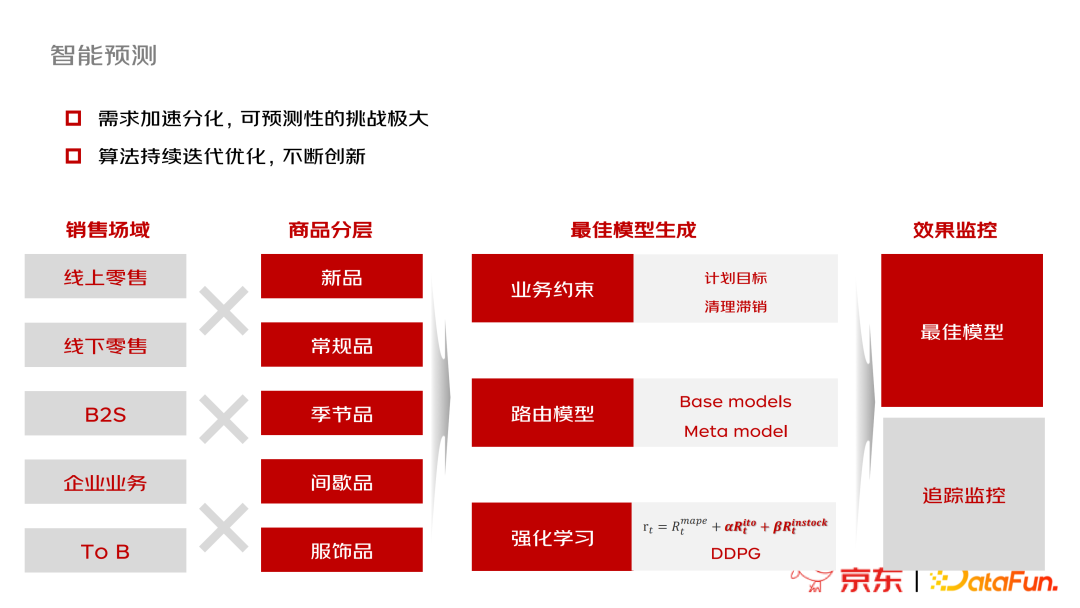 智能预测
需求加速分化，可预测性的挑战极大
算法持续迭代优化，不断创新
销售场域
线上零售
线下零售
B2S
企业业务
To B
商品分层
新品
常规品
季节品
间歇品
服饰品
最佳模型生成
业务约束
计划目标
清理滞销
路由模型
Base models
Meta model
强化学习
r_t = R_t^{mape} + αR_t^{ito} + βR_t^{instock}
DDPG
效果监控
最佳模型
追踪监控
京东 | DataFun.